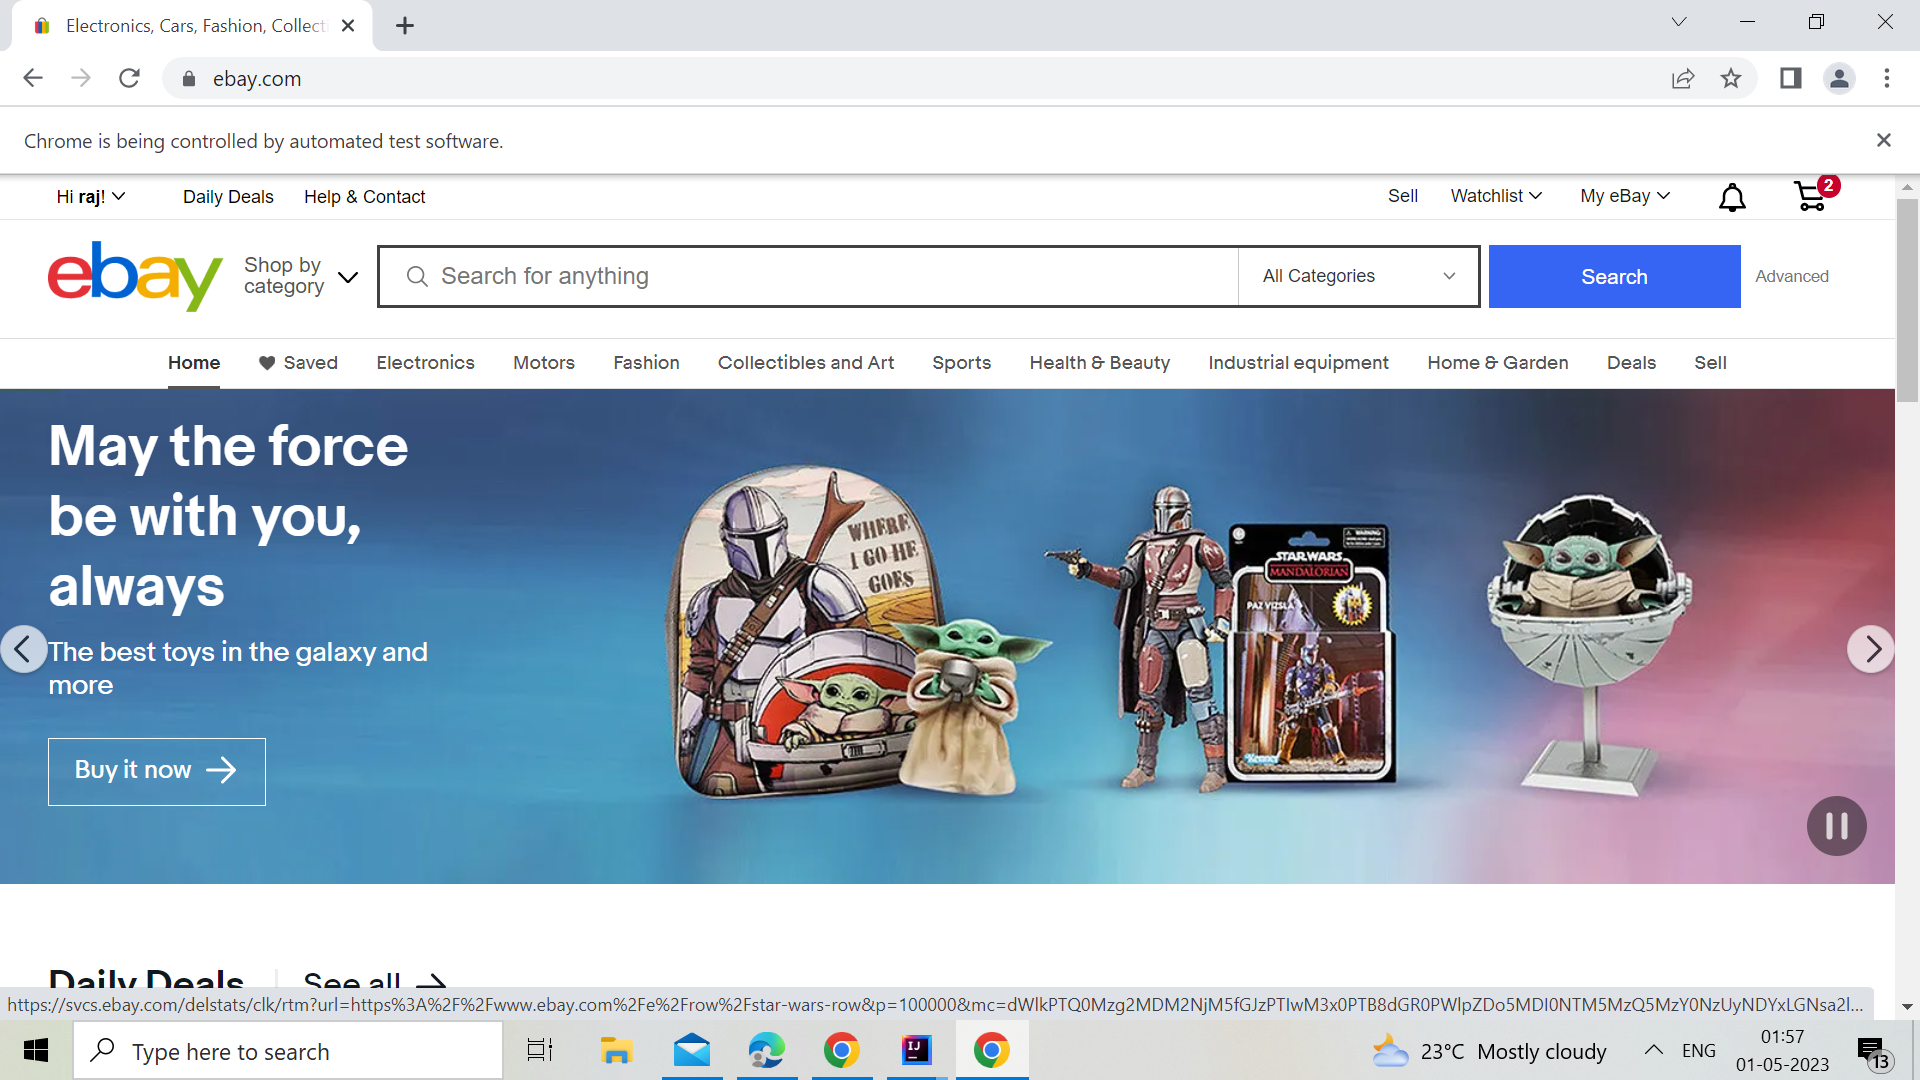 Electronics, Cars, Fashion, Collect
ebay.com
Chrome is being controlled by automated test software.
Hi raj! Daily Deals Help & Contact Sell Watchlist My eBay 2
ebay
Shop by
category
Search for anything All Categories Search Advanced
Home Saved Electronics Motors Fashion Collectibles and Art Sports Health & Beauty Industrial equipment Home & Garden Deals Sell
May the force
be with you,
always
The best toys in the galaxy and
more
Buy it now
WHERE
I GO HE
GOES
WARNING
STAR WARS
MANDALORIAN
PAZ VIZSLA
Kenner
Daily Deals See all
https://svcs.ebay.com/delstats/clk/rtm?url=https%3A%2F%2Fwww.ebay.com%2Fe%2Frow%2Fstar-wars-row&p=100000&mc=dWlkPTQ0Mzg2MDM2NjM5fGJzPTIwM3x0PTB8dGR0PWlpZDo5MDI0NTM5MzQ5MzY0NzUyNDYxLGNsa2l...
Type here to search
IJ
23°C Mostly cloudy
ENG
01:57
01-05-2023
13